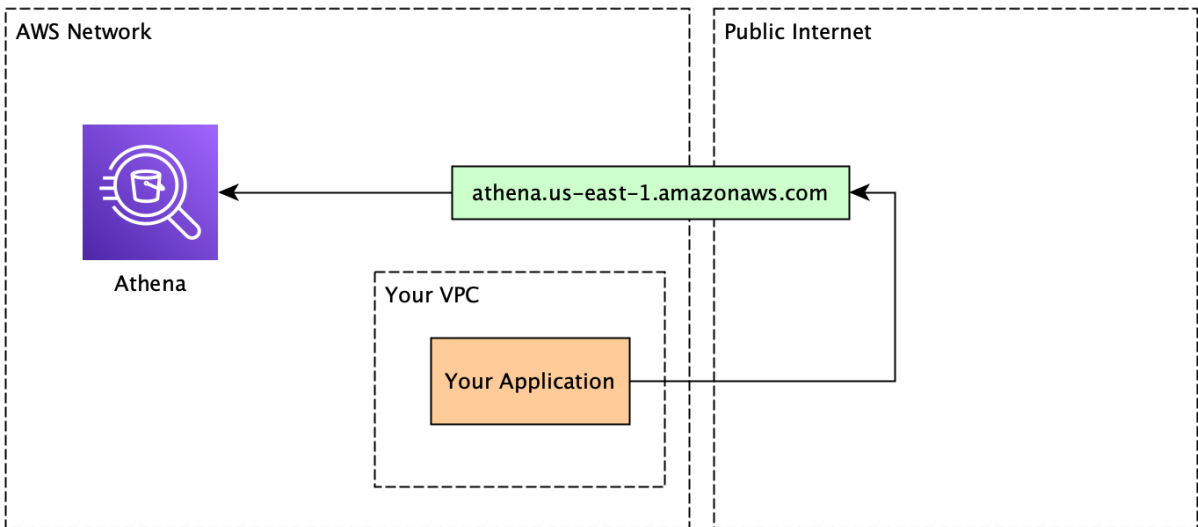 AWS Network
Public Internet
athena.us-east-1.amazonaws.com
Athena
Your VPC
Your Application